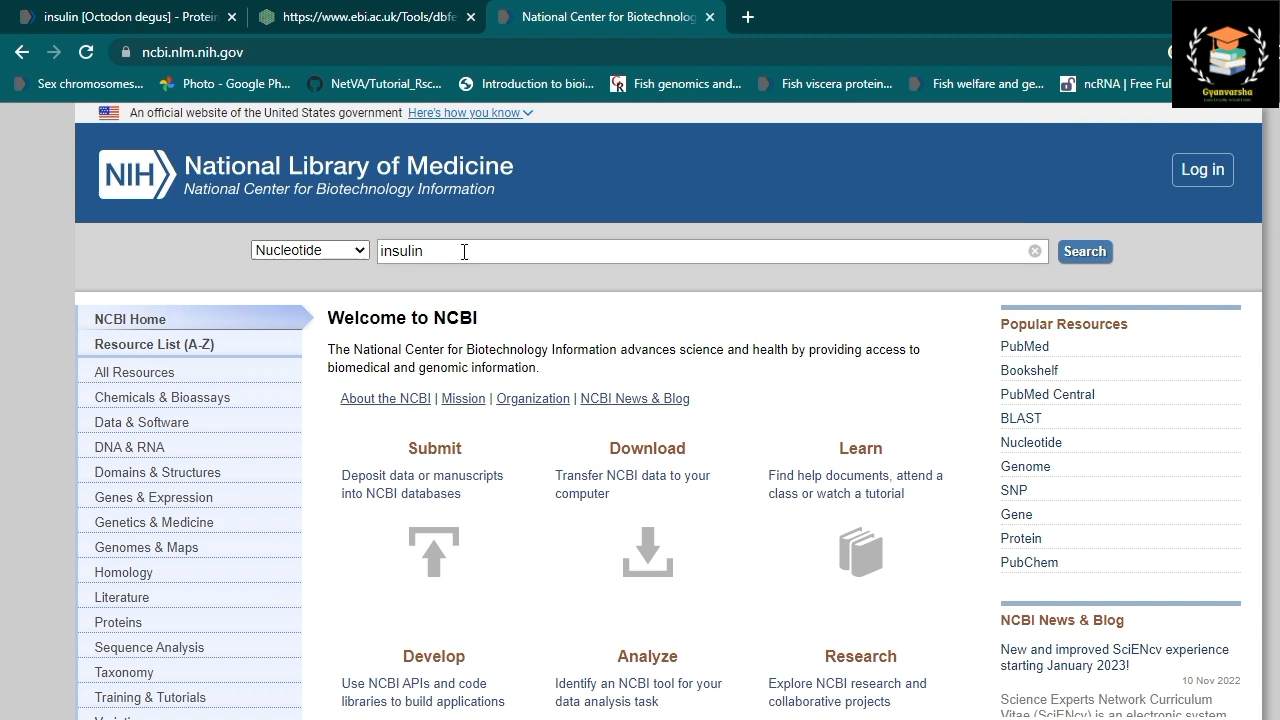 insulin [Octodon degus] - Protein
https://www.ebi.ac.uk/Tools/dbfe
National Center for Biotechnolog
ncbi.nlm.nih.gov
Sex chromosomes...
Photo - Google Ph...
NetVA/Tutorial_Rsc...
Introduction to bioi...
Fish genomics and...
Fish viscera protein...
Fish welfare and ge...
ncRNA | Free Ful
Gyanvarsha
An official website of the United States government Here's how you know
NIH National Library of Medicine
National Center for Biotechnology Information
Log in
Nucleotide insulin Search
NCBI Home
Resource List (A-Z)
All Resources
Chemicals & Bioassays
Data & Software
DNA & RNA
Domains & Structures
Genes & Expression
Genetics & Medicine
Genomes & Maps
Homology
Literature
Proteins
Sequence Analysis
Taxonomy
Training & Tutorials
Welcome to NCBI
The National Center for Biotechnology Information advances science and health by providing access to
biomedical and genomic information.
About the NCBI | Mission | Organization | NCBI News & Blog
Submit
Deposit data or manuscripts
into NCBI databases
Download
Transfer NCBI data to your
computer
Learn
Find help documents, attend a
class or watch a tutorial
Develop
Use NCBI APIs and code
libraries to build applications
Analyze
Identify an NCBI tool for your
data analysis task
Research
Explore NCBI research and
collaborative projects
Popular Resources
PubMed
Bookshelf
PubMed Central
BLAST
Nucleotide
Genome
SNP
Gene
Protein
PubChem
NCBI News & Blog
New and improved SciENcv experience
starting January 2023!
10 Nov 2022
Science Experts Network Curriculum
Vitae (SciENcv) is an electronic system